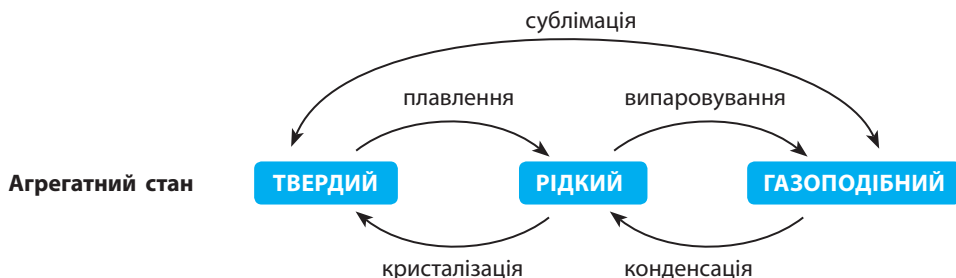 сублімація
плавлення випаровування
Агрегатний стан ТВЕРДИЙ РІДКИЙ ГАЗОПОДІБНИЙ
кристалізація конденсація